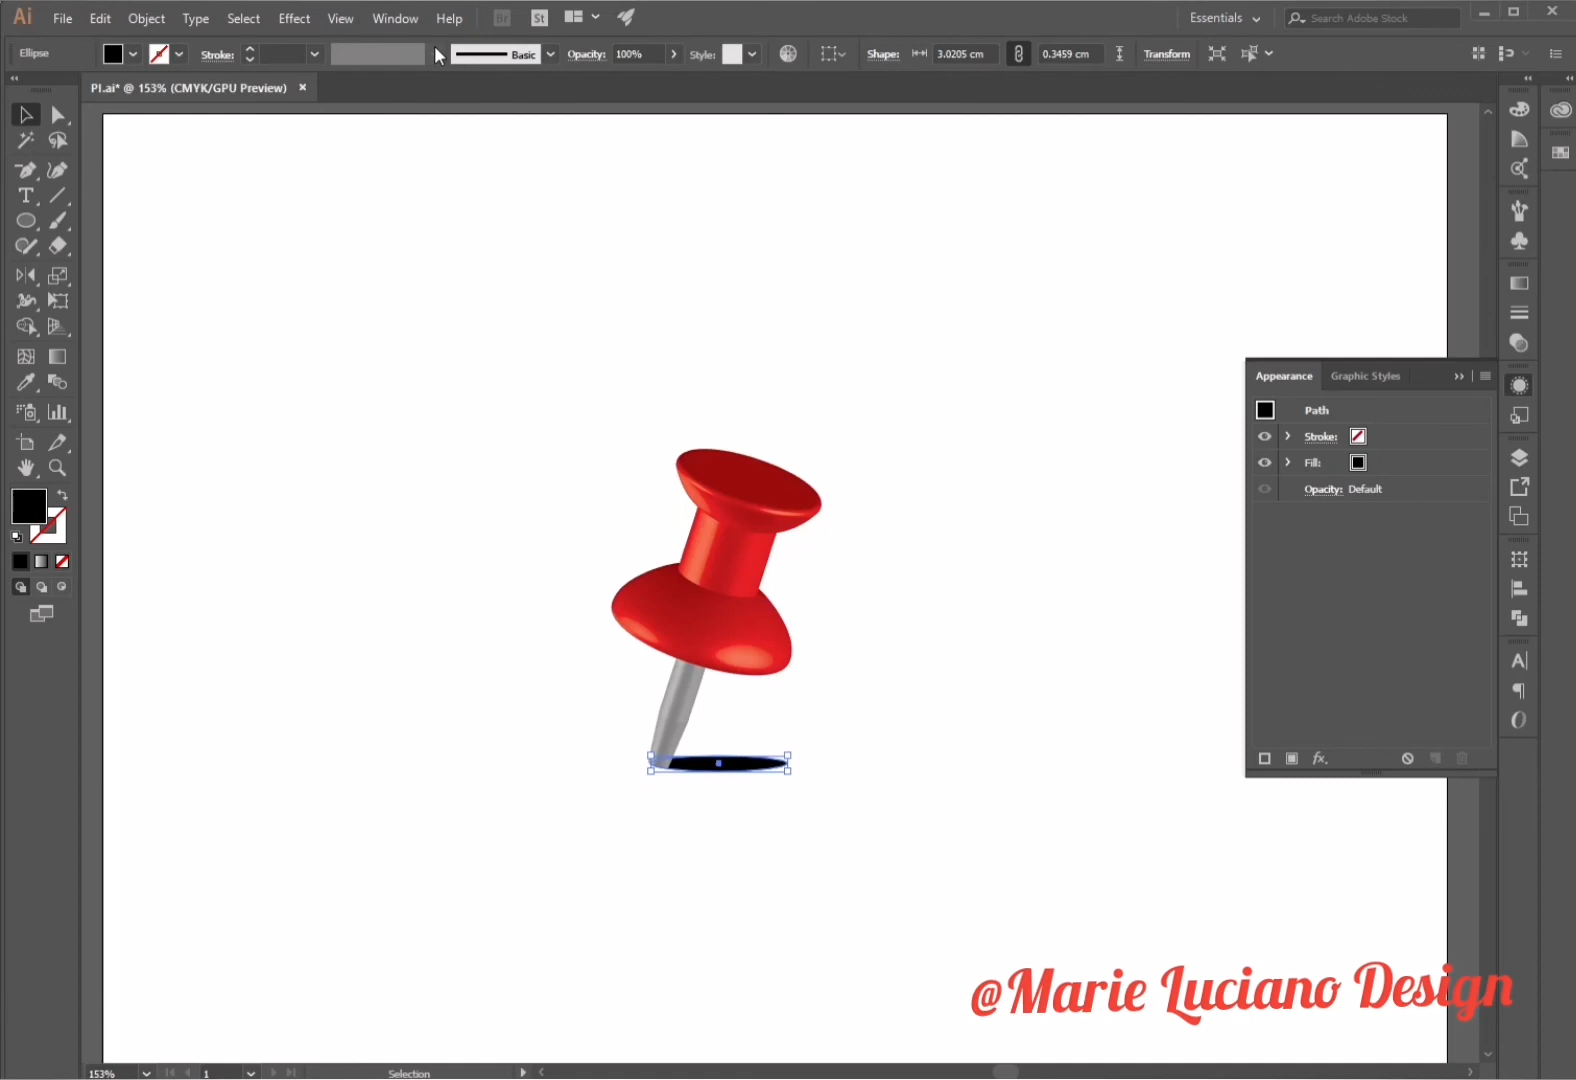 Ai File Edit Object Type Select Effect View Window Help Br St Essentials Search Adobe Stock
Ellipse Stroke: Basic Opacity: 100% Style: Shape: 3.0205 cm 0.3459 cm Transform
PI.ai* @ 153% (CMYK/GPU Preview) ×
Appearance Graphic Styles
Path
Stroke:
Fill:
Opacity: Default
fx.
@Marie Luciano Design
153% 1 Selection